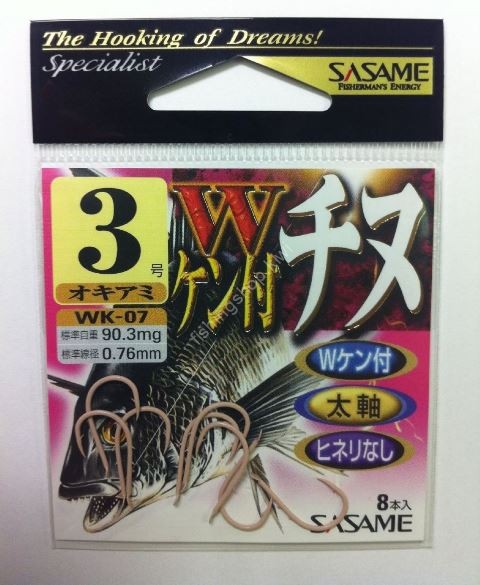 The Hooking of Dreams!
Specialist
SASAME
FISHERMAN'S ENERGY
3号
オキアミ
WK-07
標準自重 90.3mg
標準線径 0.76mm
W
ケン付
チヌ
Wケン付
太軸
ヒネリなし
8本入
SASAME